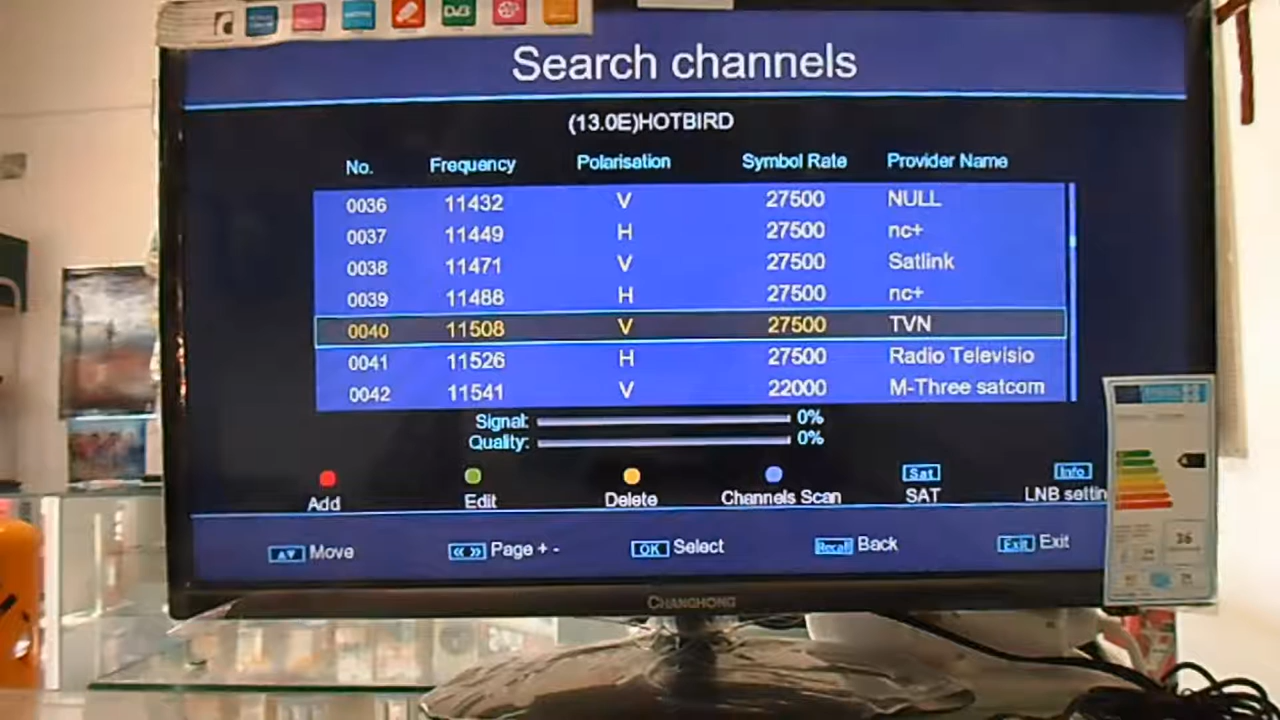 DVB
Search channels
(13.0E)HOTBIRD
No. Frequency Polarisation Symbol Rate Provider Name
0036 11432 V 27500 NULL
0037 11449 H 27500 nc+
0038 11471 V 27500 Satlink
0039 11488 H 27500 nc+
0040 11508 V 27500 TVN
0041 11526 H 27500 Radio Televisio
0042 11541 V 22000 M-Three satcom
Signal: 0%
Quality: 0%
Sat Info
Add Edit Delete Channels Scan SAT LNB settin
▲▼ Move « » Page + - OK Select Recall Back Exit Exit
CHANGHONG
36